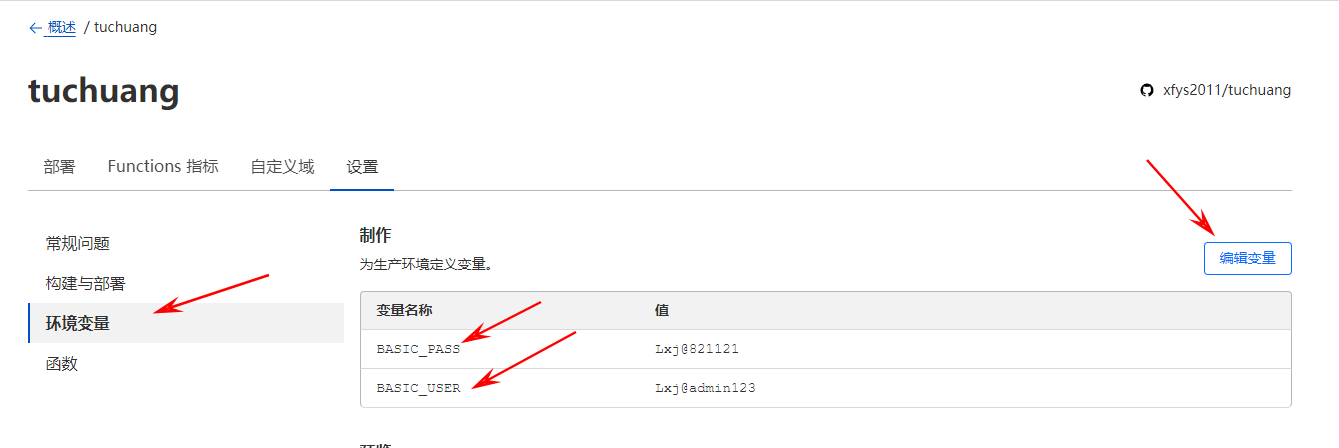 ← 概述 / tuchuang
tuchuang
xfys2011/tuchuang
部署 Functions 指标 自定义域 设置
常规问题
构建与部署
环境变量
函数
制作
为生产环境定义变量。
编辑变量
变量名称 值
BASIC_PASS Lxj@821121
BASIC_USER Lxj@admin123